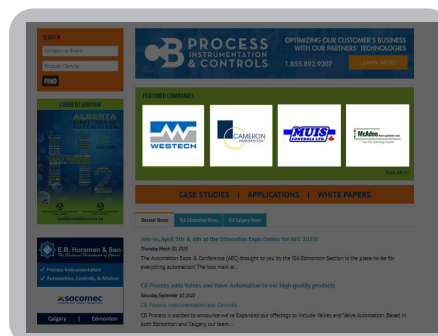 SEARCH
Company or Brand
Product / Service
FIND
CB PROCESS
INSTRUMENTATION
& CONTROLS
OPTIMIZING OUR CUSTOMER'S BUSINESS
WITH OUR PARTNERS' TECHNOLOGIES
1.855.892.9307
LEARN MORE
CURRENT EDITION
ALBERTA
AUTOMATION
FEATURED COMPANIES
WESTECH
CAMERON
INSTRUMENTS INC.
MUIS
CONTROLS LTD.
McAdoo
View All >>
CASE STUDIES | APPLICATIONS | WHITE PAPERS
Recent News
ISA Edmonton News
ISA Calgary News
Join us, April 5th & 6th at the Edmonton Expo Center for AEC 2023!
Thursday March 30, 2023
The Automation Expo & Conference (AEC) brought to you by the ISA Edmonton Section is the place-to-be for
everything automation! The two main ev...
CB Process adds Valves and Valve Automation to our high quality products
Saturday, September 10, 2022
CB Process, Instrumentation and Controls
CB Process is excited to announce we've Expanded our offerings to include Valves and Valve Automation. Based in
both Edmonton and Calgary, our team...
E.B. Horsman & Son
The Electrical Distributor of Choice!
Process Instrumentation
Automation, Controls, & Motion
socomec
Calgary | Edmonton